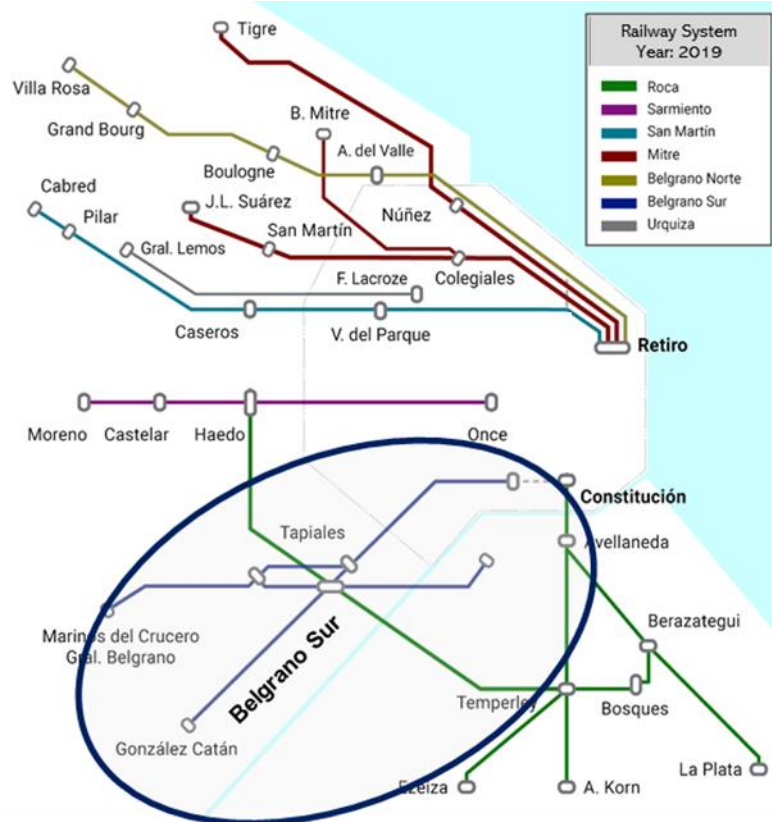 Tigre
Railway System
Year: 2019
Roca
Sarmiento
San Martín
Mitre
Belgrano Norte
Belgrano Sur
Urquiza
Villa Rosa
Grand Bourg
B. Mitre
A. del Valle
Boulogne
Cabred
Pilar
J.L. Suárez
Núñez
San Martín
Gral. Lemos
F. Lacroze
Colegiales
Caseros
V. del Parque
Retiro
Moreno
Castelar
Haedo
Once
Constitución
Tapiales
Avellaneda
Marinos del Crucero
Gral. Belgrano
Belgrano Sur
Berazategui
Temperley
Bosques
González Catán
La Plata
Ezeiza
A. Korn